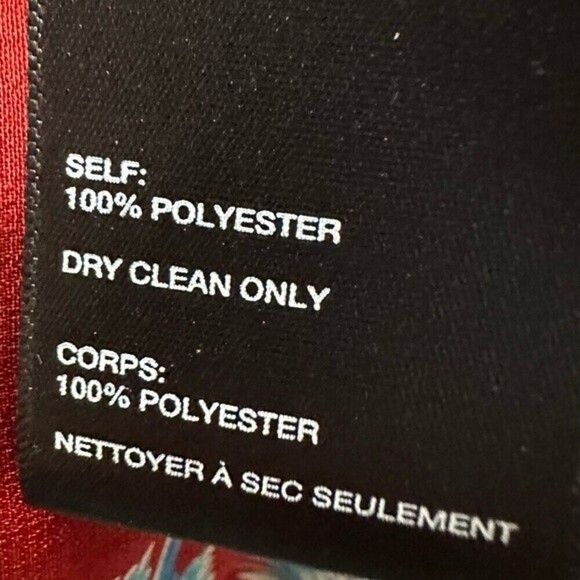 SELF:
100% POLYESTER
DRY CLEAN ONLY
CORPS:
100% POLYESTER
NETTOYER À SEC SEULEMENT